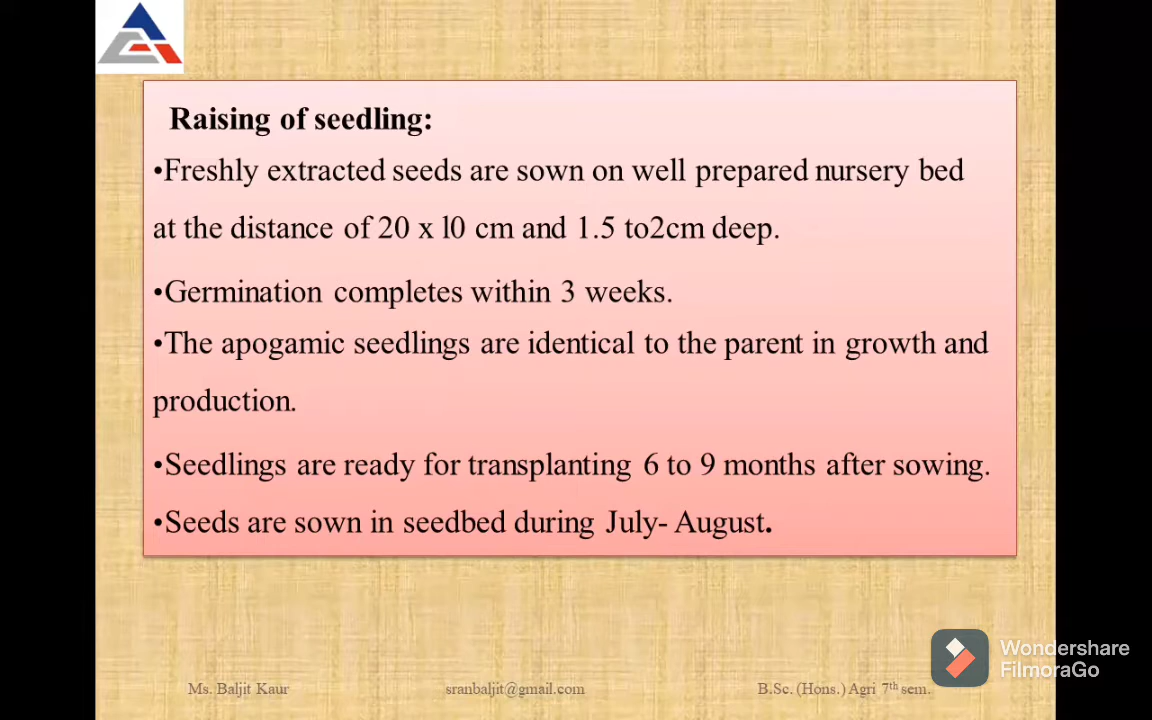 Raising of seedling:
•Freshly extracted seeds are sown on well prepared nursery bed
at the distance of 20 x l0 cm and 1.5 to2cm deep.
•Germination completes within 3 weeks.
•The apogamic seedlings are identical to the parent in growth and
production.
•Seedlings are ready for transplanting 6 to 9 months after sowing.
•Seeds are sown in seedbed during July- August.
Wondershare
FilmoraGo
Ms. Baljit Kaur sranbaljit@gmail.com B.Sc. (Hons.) Agri 7th sem.